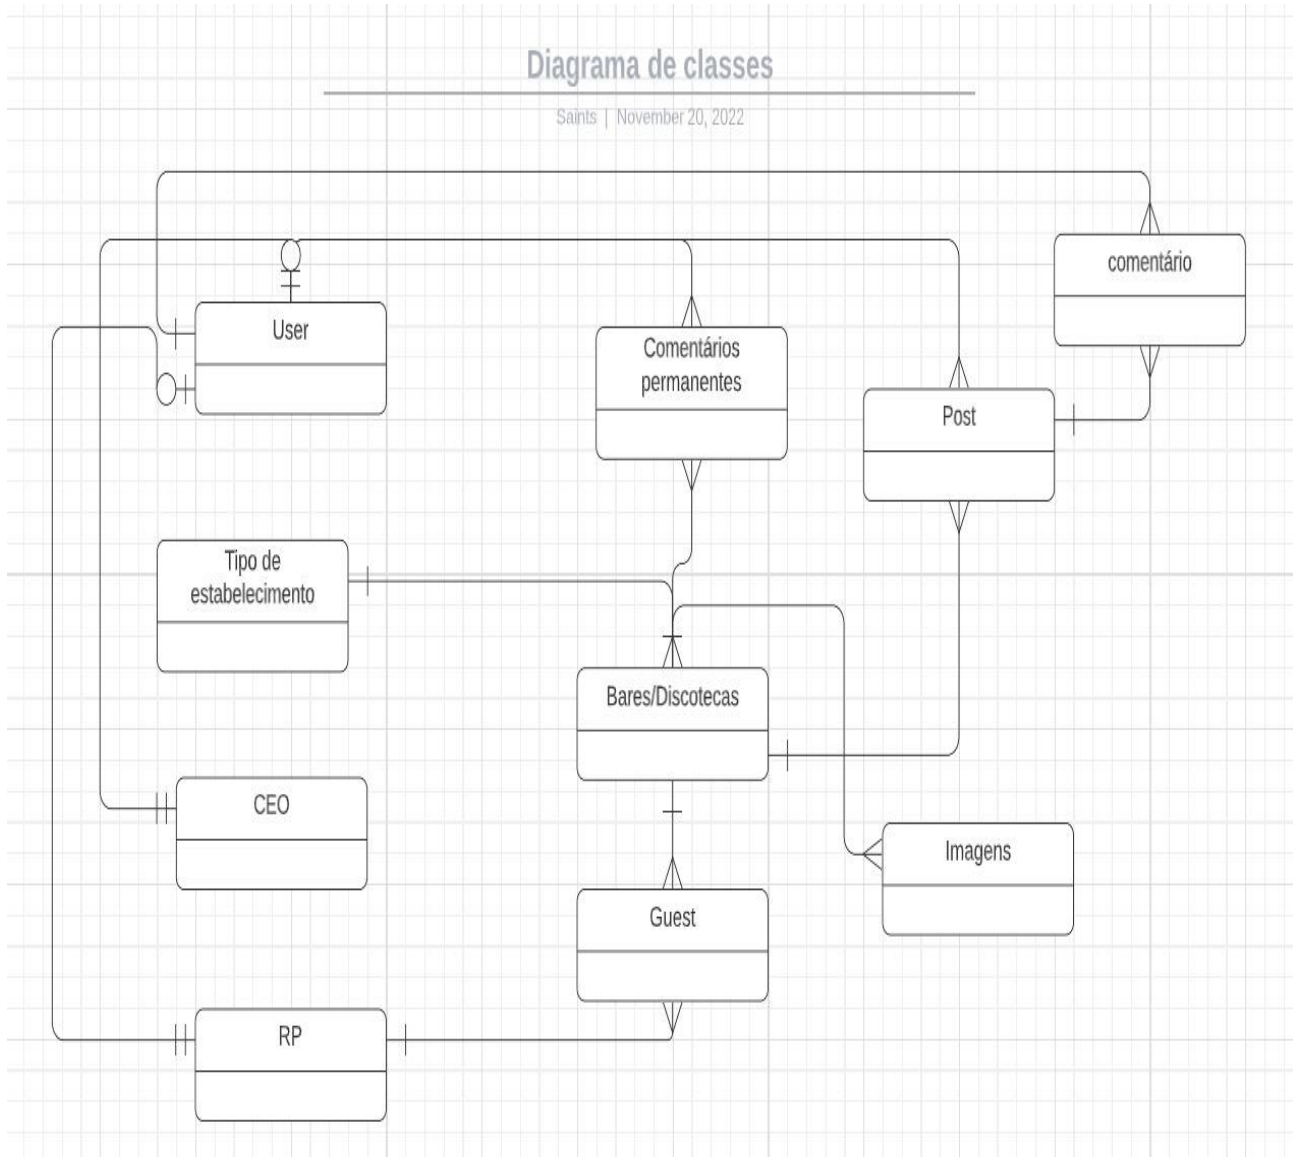 Diagrama de classes
Saints | November 20, 2022
comentário
User
Comentários
permanentes
Post
Tipo de
estabelecimento
Bares/Discotecas
CEO
Imagens
Guest
RP